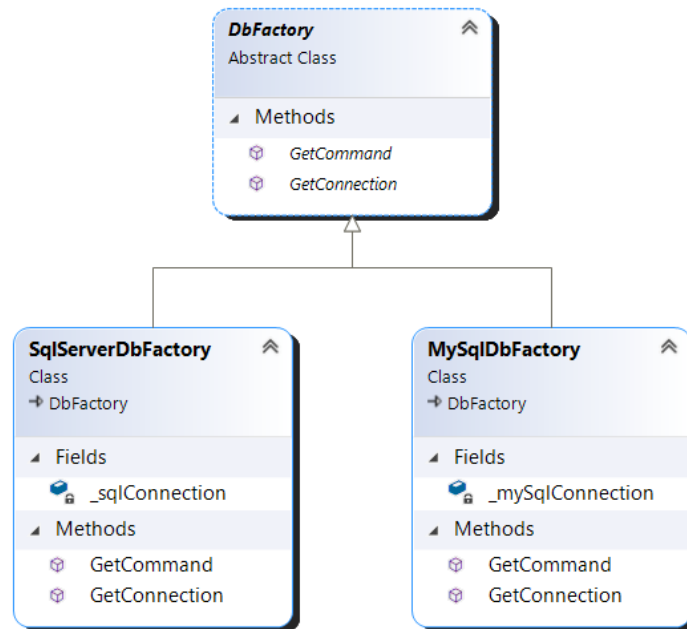 DbFactory
Abstract Class
Methods
GetCommand
GetConnection
SqlServerDbFactory
Class
DbFactory
Fields
_sqlConnection
Methods
GetCommand
GetConnection
MySqlDbFactory
Class
DbFactory
Fields
_mySqlConnection
Methods
GetCommand
GetConnection